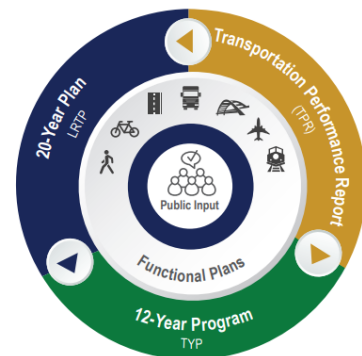 20-Year Plan
LRTP
Transportation Performance Report
(TPR)
Public Input
Functional Plans
12-Year Program
TYP